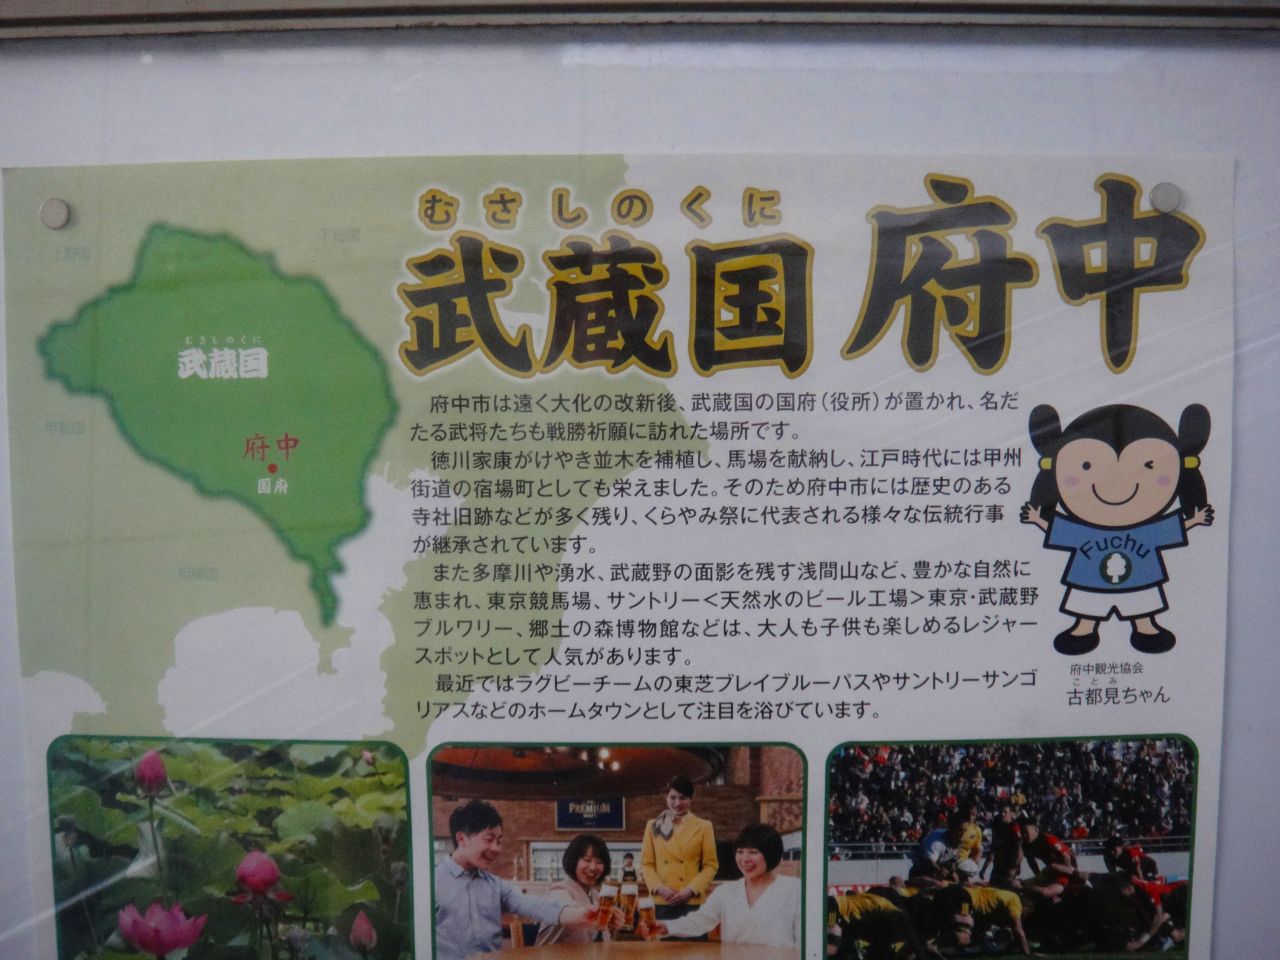 むさしのくに
武蔵国 府中
下総国
上野国
むさしのくに
武蔵国
甲斐国
府中
国府
相模国
府中市は遠く大化の改新後、武蔵国の国府（役所）が置かれ、名だ
たる武将たちも戦勝祈願に訪れた場所です。
徳川家康がけやき並木を補植し、馬場を献納し、江戸時代には甲州
街道の宿場町としても栄えました。そのため府中市には歴史のある
寺社旧跡などが多く残り、くらやみ祭に代表される様々な伝統行事
が継承されています。
また多摩川や湧水、武蔵野の面影を残す浅間山など、豊かな自然に
恵まれ、東京競馬場、サントリー＜天然水のビール工場＞東京・武蔵野
ブルワリー、郷土の森博物館などは、大人も子供も楽しめるレジャー
スポットとして人気があります。
最近ではラグビーチームの東芝ブレイブルーパスやサントリーサンゴ
リアスなどのホームタウンとして注目を浴びています。
Fuchu
府中観光協会
ことみ
古都見ちゃん
PREMIUM